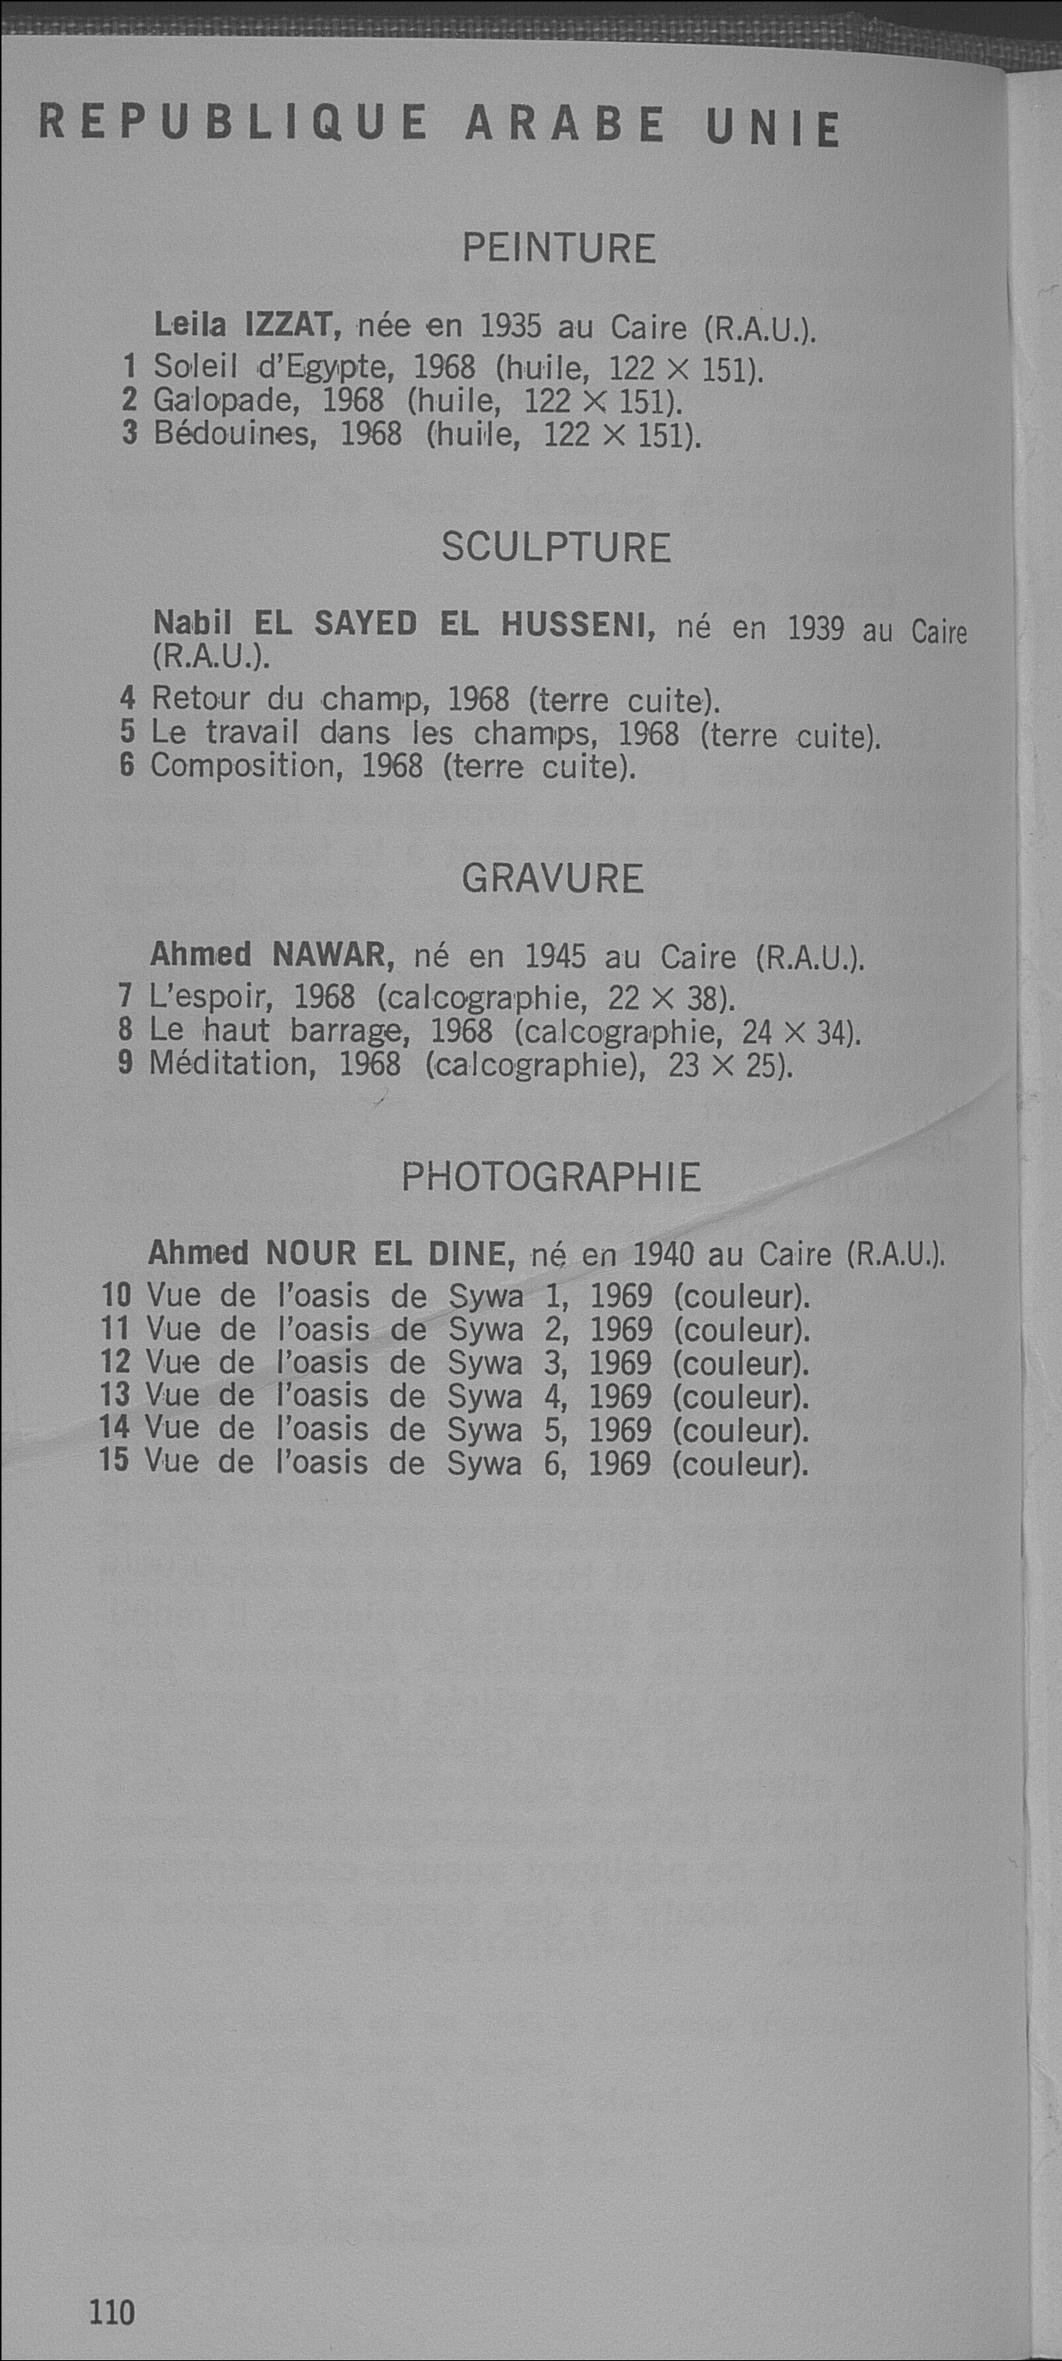 REPUBLIQUE ARABE UNIE
PEINTURE
Leila IZZAT, née en 1935 au Caire (R.A.U.).
1 Soleil d'Egypte, 1968 (huile, 122 X 151).
2 Galopade, 1968 (huile, 122 X 151).
3 Bédouines, 1968 (huile, 122 X 151).
SCULPTURE
Nabil EL SAYED EL HUSSENI, né en 1939 au Caire
(R.A.U.).
4 Retour du champ, 1968 (terre cuite).
5 Le travail dans les champs, 1968 (terre cuite).
6 Composition, 1968 (terre cuite).
GRAVURE
Ahmed NAWAR, né en 1945 au Caire (R.A.U.).
7 L'espoir, 1968 (calcographie, 22 X 38).
8 Le haut barrage, 1968 (calcographie, 24 X 34).
9 Méditation, 1968 (calcographie), 23 X 25).
PHOTOGRAPHIE
Ahmed NOUR EL DINE, né en 1940 au Caire (R.A.U.).
10 Vue de l'oasis de Sywa 1, 1969 (couleur).
11 Vue de l'oasis de Sywa 2, 1969 (couleur).
12 Vue de l'oasis de Sywa 3, 1969 (couleur).
13 Vue de l'oasis de Sywa 4, 1969 (couleur).
14 Vue de l'oasis de Sywa 5, 1969 (couleur).
15 Vue de l'oasis de Sywa 6, 1969 (couleur).
110